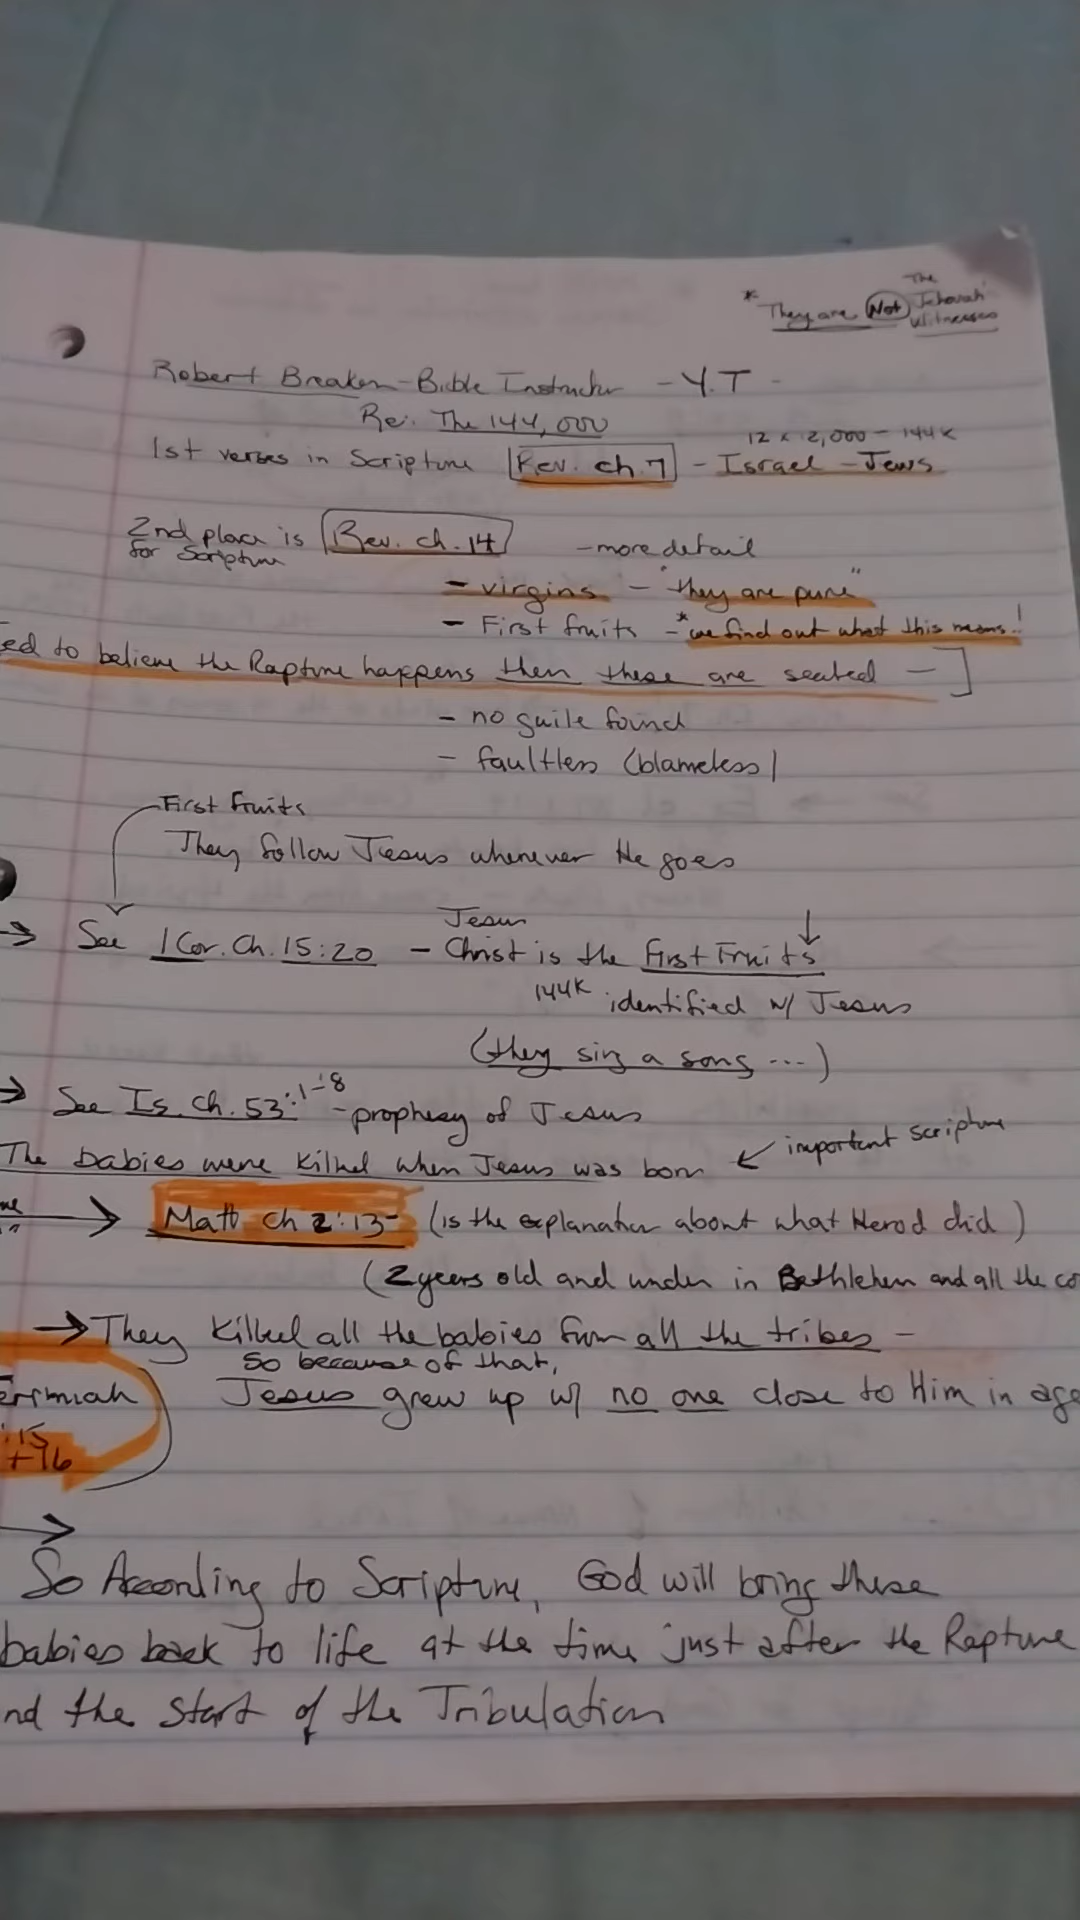 * They are Not The Jehovah Witnesses
Robert Breaker - Bible Instructor - Y.T -
Re: The 144,000
12 x 12,000 - 144K
1st verses in Scripture Rev. ch. 7 - Israel - Jews
2nd place is for Scripture Rev. ch. 14 - more detail
- virgins - "they are pure"
- First fruits - *we find out what this means!
ed to believe the Rapture happens then these are sealed - ]
- no guile found
- faultless (blameless)
First fruits
They follow Jesus whenever He goes
→ See 1 Cor. Ch. 15:20 - Jesus Christ is the First Fruits
144K identified w/ Jesus
(they sing a song ...)
→ See Is. Ch. 53:1-8 - prophesy of Jesus
The babies were killed when Jesus was born ← important scripture
→ Matt ch 2:13- (is the explanation about what Herod did)
(2 years old and under in Bethlehem and all the co
→ They killed all the babies from all the tribes -
so because of that,
erimiah Jesus grew up w/ no one close to Him in age
:15 + 16
→
So According to Scripture, God will bring these
babies back to life at the time just after the Rapture
nd the start of the Tribulation